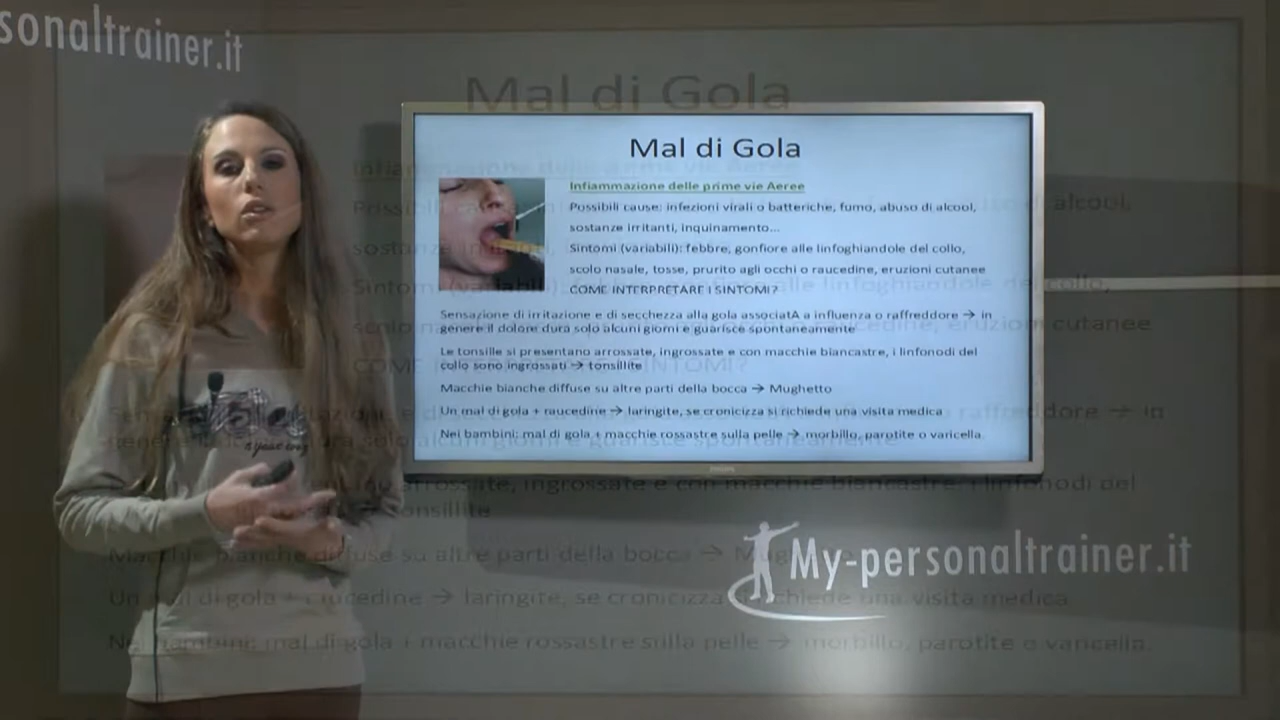 sonaltrainer.it
Mal di Gola
Infiammazione delle prime vie Aeree
Possibili cause: infezioni virali o batteriche, fumo, abuso di alcool,
sostanze irritanti, inquinamento...
Sintomi (variabili): febbre, gonfiore alle linfoghiandole del collo,
scolo nasale, tosse, prurito agli occhi o raucedine, eruzioni cutanee
COME INTERPRETARE I SINTOMI?
Sensazione di irritazione e di secchezza alla gola associatA a influenza o raffreddore → in
genere il dolore dura solo alcuni giorni e guarisce spontaneamente
Le tonsille si presentano arrossate, ingrossate e con macchie biancastre, i linfonodi del
collo sono ingrossati → tonsillite
Macchie bianche diffuse su altre parti della bocca → Mughetto
Un mal di gola + raucedine → laringite, se cronicizza si richiede una visita medica
Nei bambini: mal di gola + macchie rossastre sulla pelle → morbillo, parotite o varicella.
PHILIPS
My-personaltrainer.it